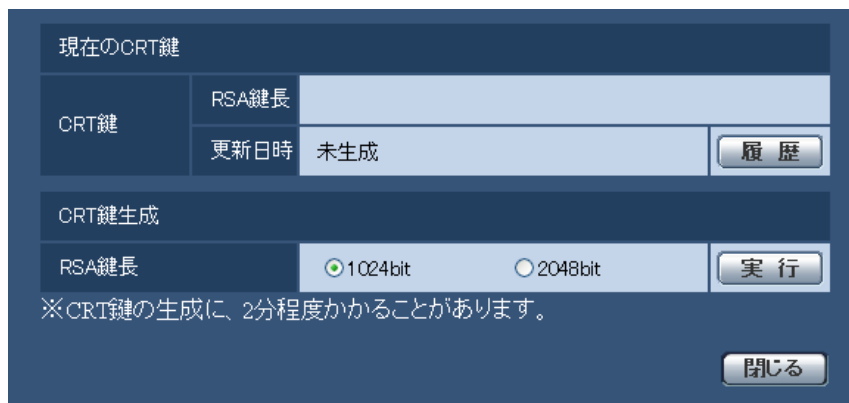 現在のCRT鍵
CRT鍵
RSA鍵長
更新日時 未生成 履歴
CRT鍵生成
RSA鍵長 1024bit 2048bit 実行
※CRT鍵の生成に、2分程度かかることがあります。
閉じる